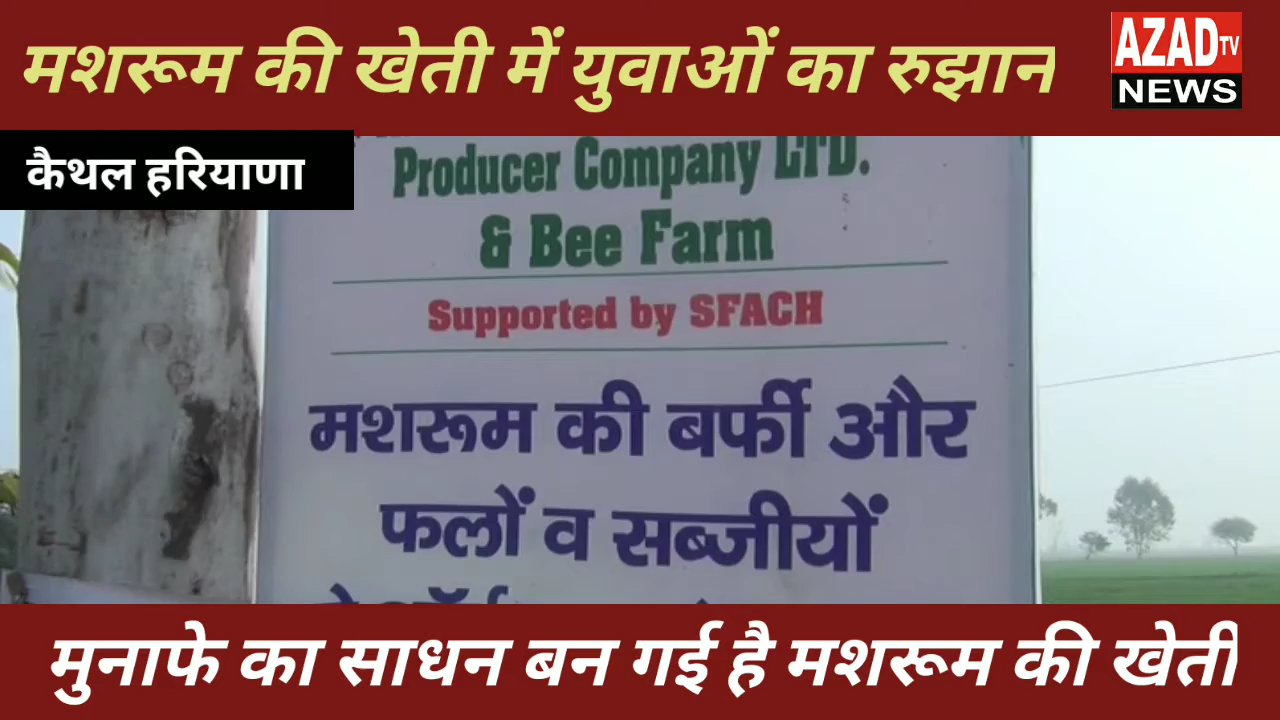 मशरूम की खेती में युवाओं का रुझान
AZAD TV
NEWS
कैथल हरियाणा
Producer Company LTD.
& Bee Farm
Supported by SFACH
मशरूम की बर्फी और
फलों व सब्जीयों
मुनाफे का साधन बन गई है मशरूम की खेती